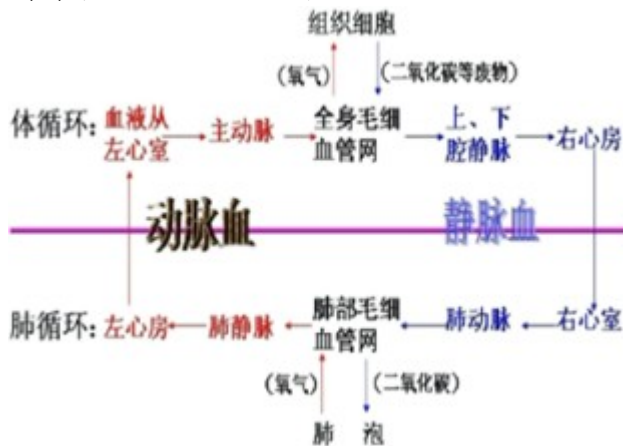 组织细胞
(氧气) (二氧化碳等废物)
体循环: 血液从左心室 主动脉 全身毛细血管网 上、下腔静脉 右心房
动脉血 静脉血
肺循环: 左心房 肺静脉 肺部毛细血管网 肺动脉 右心室
(氧气) (二氧化碳)
肺 泡